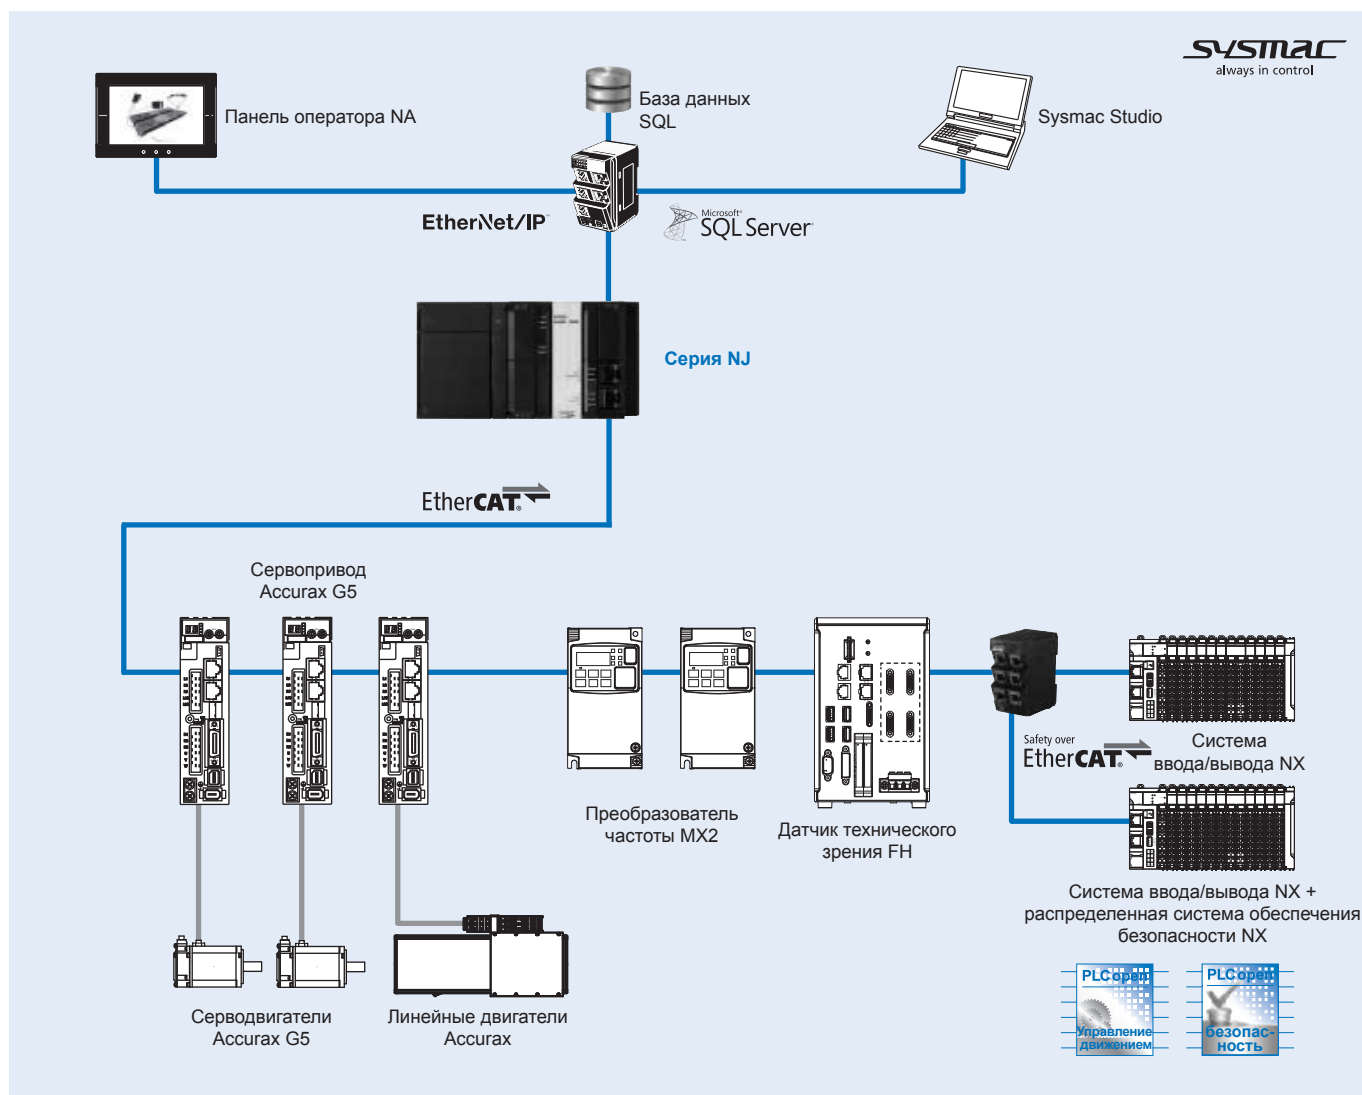 sysmac
always in control
Панель оператора NA
База данных
SQL
Sysmac Studio
EtherNet/IP™
Microsoft®
SQL Server®
Серия NJ
EtherCAT®
Сервопривод
Accurax G5
Преобразователь
частоты MX2
Датчик технического
зрения FH
Safety over
EtherCAT®
Система
ввода/вывода NX
Система ввода/вывода NX +
распределенная система обеспечения
безопасности NX
Серводвигатели
Accurax G5
Линейные двигатели
Accurax
PLCopen
Управление
движением
PLCopen
безопас-
ность